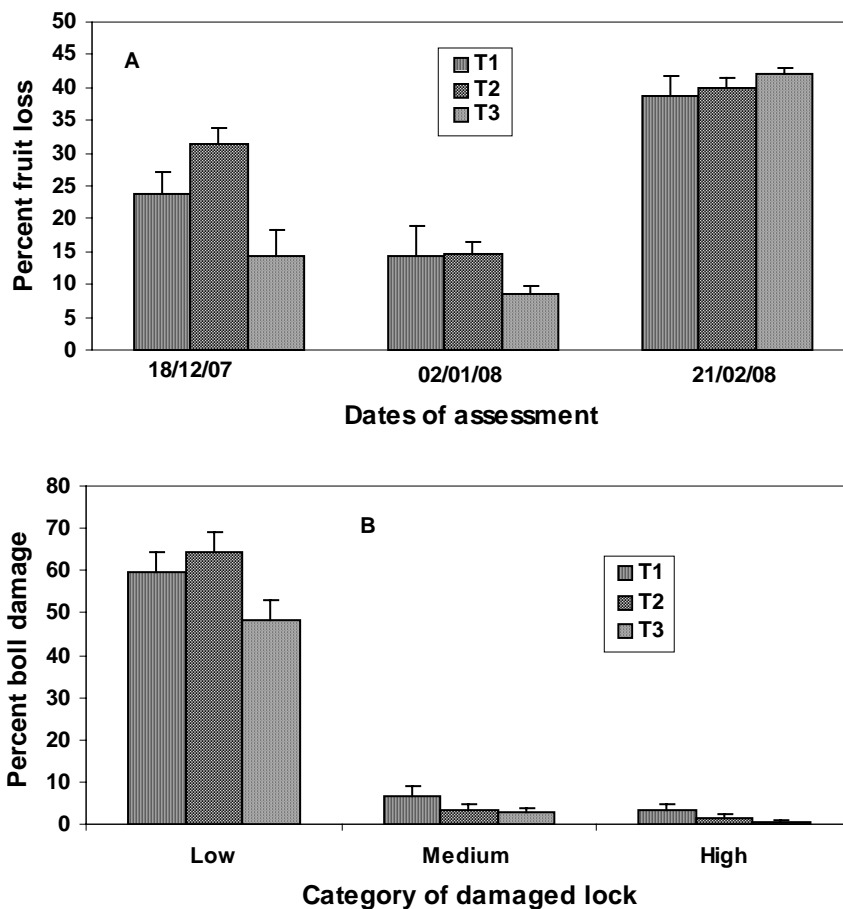 50
45
40
35
30
25
20
15
10
5
0
Percent fruit loss
A
T1
T2
T3
18/12/07 02/01/08 21/02/08
Dates of assessment
80
70
60
50
40
30
20
10
0
Percent boll damage
B
T1
T2
T3
Low Medium High
Category of damaged lock